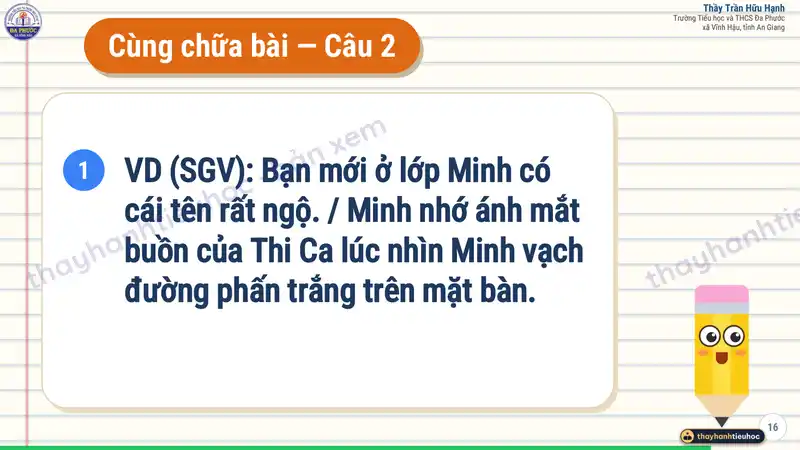 Thầy Trần Hữu Hạnh
Trường Tiểu học và THCS Đa Phước
xã Vĩnh Hậu, tỉnh An Giang
ĐA PHƯỚC
Cùng chữa bài – Câu 2
1
VD (SGV): Bạn mới ở lớp Minh có
cái tên rất ngộ. / Minh nhớ ánh mắt
buồn của Thi Ca lúc nhìn Minh vạch
đường phấn trắng trên mặt bàn.
thayhanhtieuhoc
16